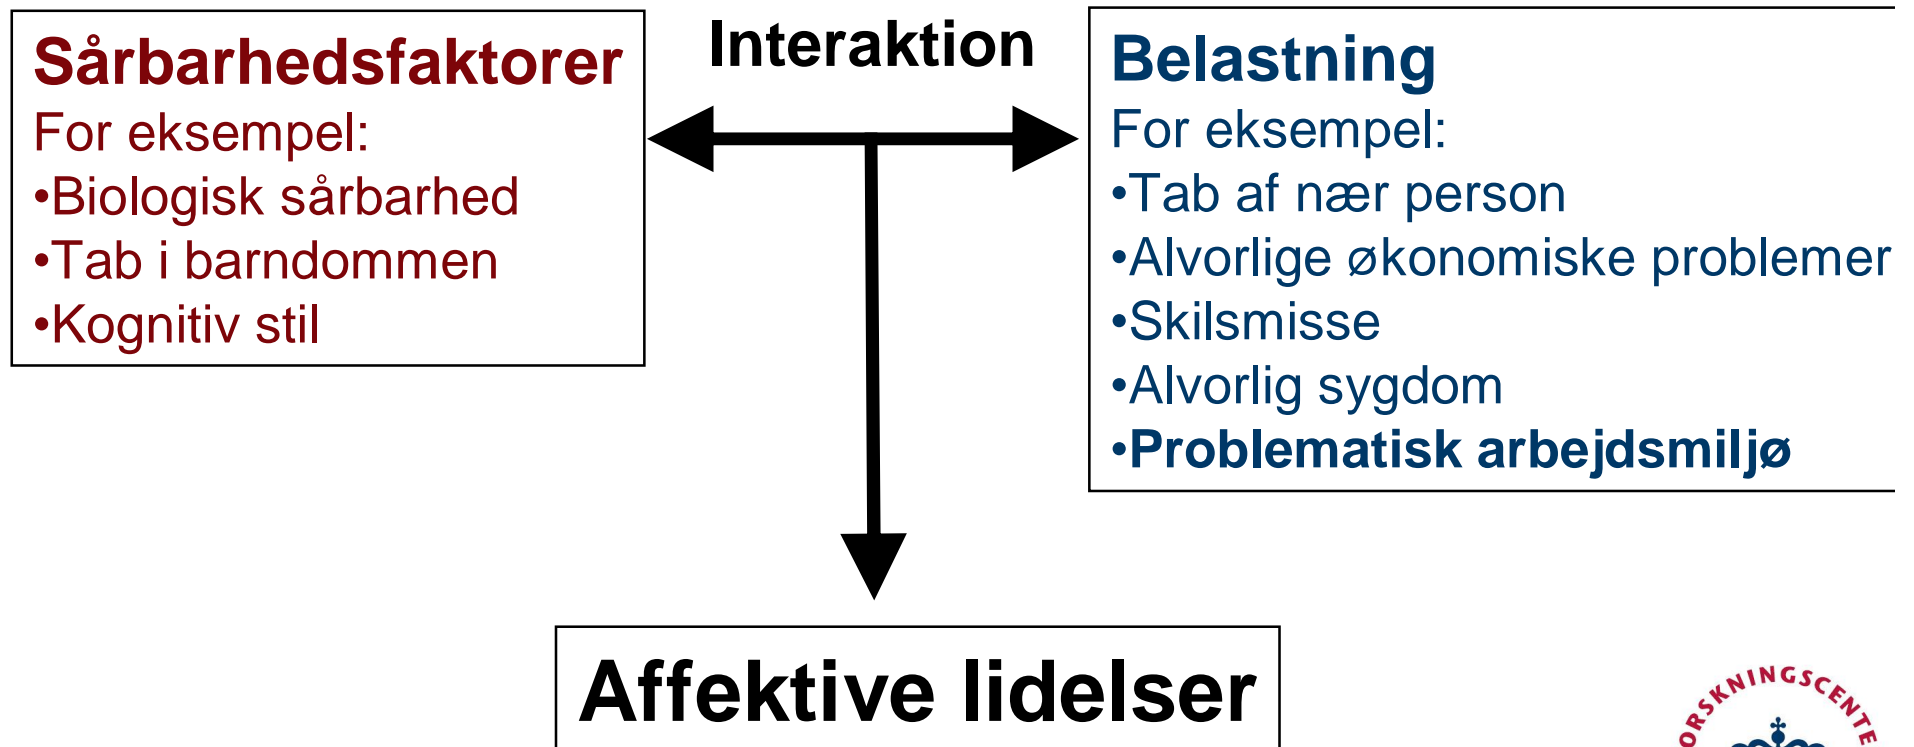 Sårbarhedsfaktorer
For eksempel:
•Biologisk sårbarhed
•Tab i barndommen
•Kognitiv stil
Interaktion
Belastning
For eksempel:
•Tab af nær person
•Alvorlige økonomiske problemer
•Skilsmisse
•Alvorlig sygdom
•Problematisk arbejdsmiljø
Affektive lidelser